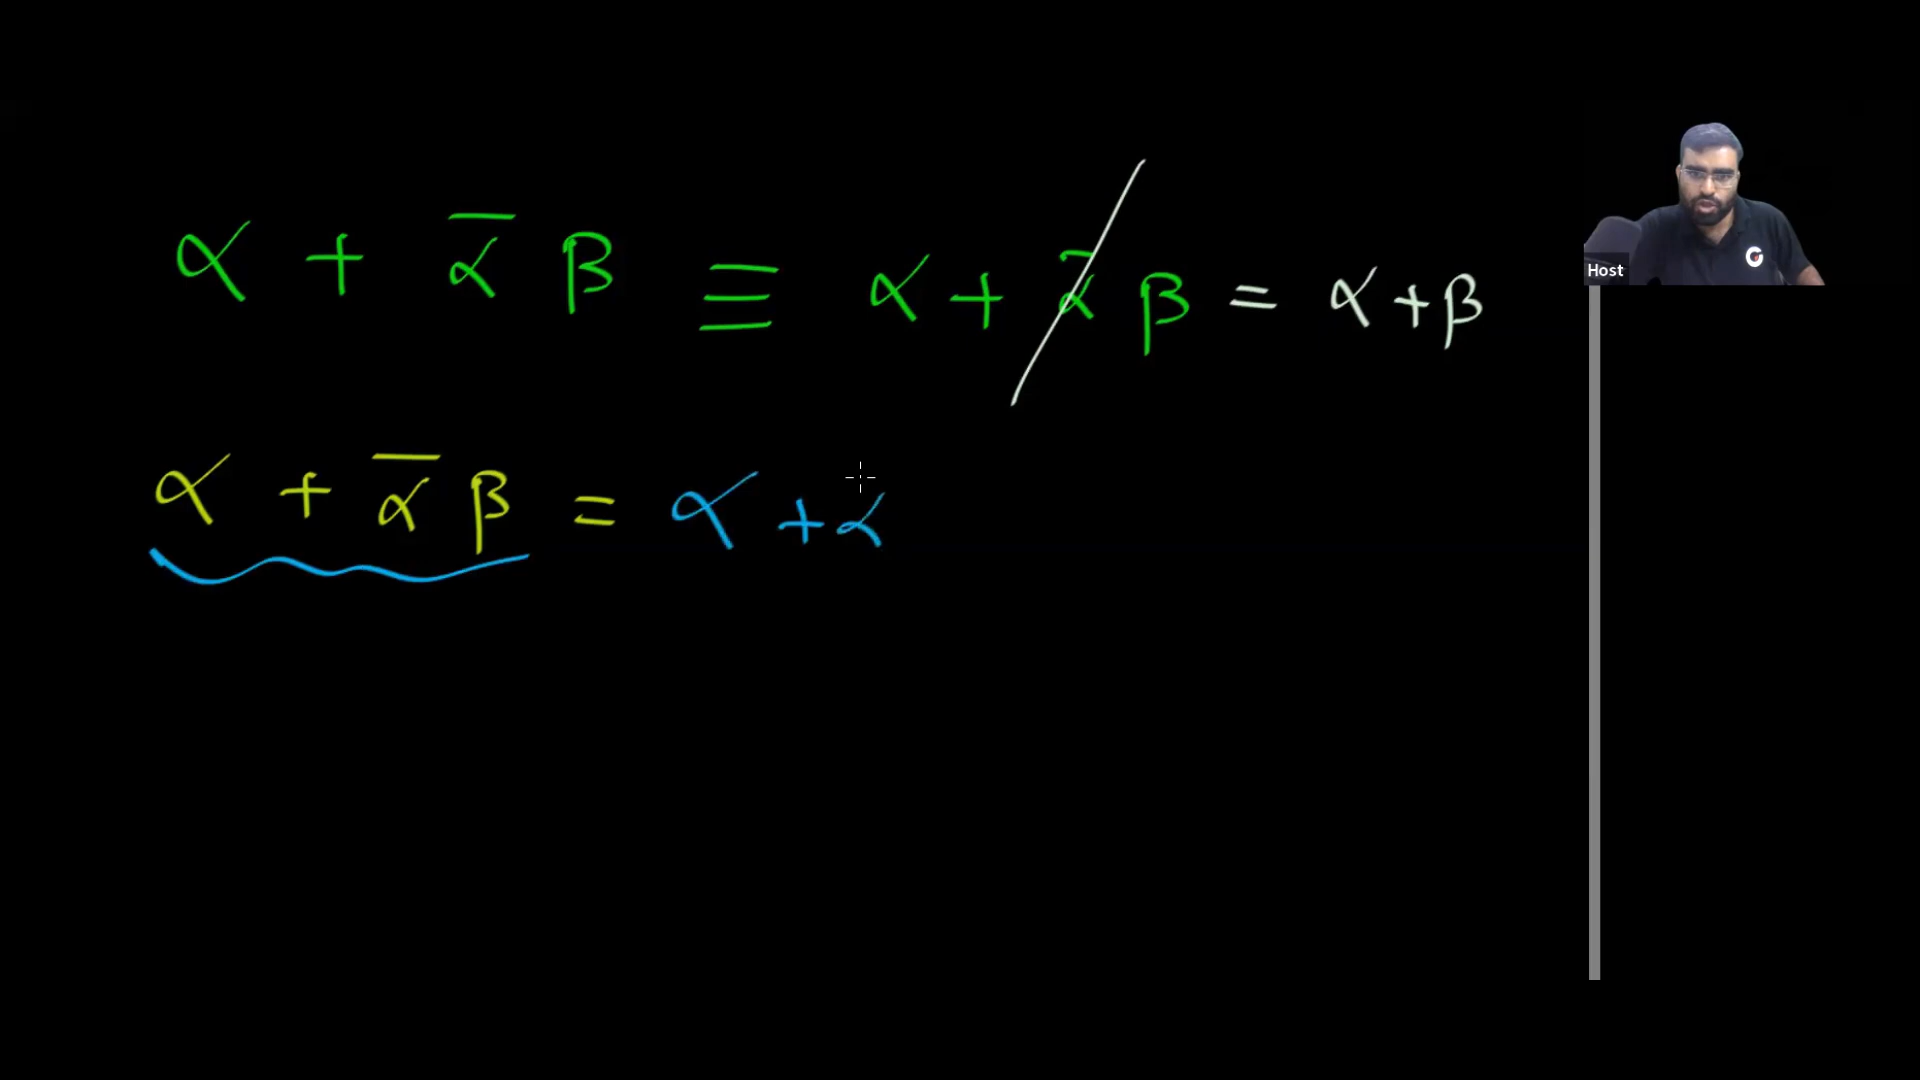 α + α̅ β ≡ α + α̅ β = α + β
Host
α + α̅ β = α + α